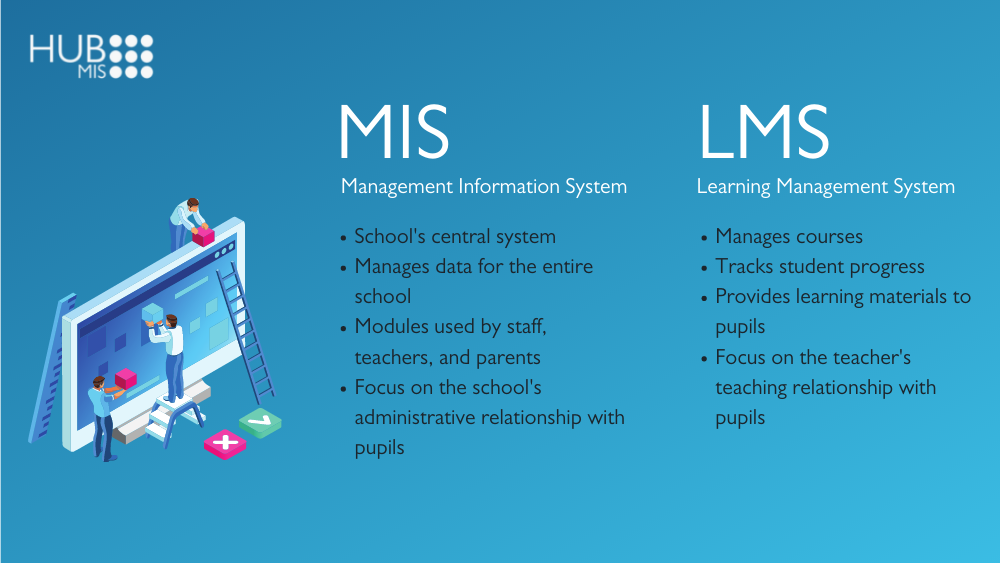 HUB
MIS
MIS
Management Information System
• School's central system
• Manages data for the entire
school
• Modules used by staff,
teachers, and parents
• Focus on the school's
administrative relationship with
pupils
LMS
Learning Management System
• Manages courses
• Tracks student progress
• Provides learning materials to
pupils
• Focus on the teacher's
teaching relationship with
pupils